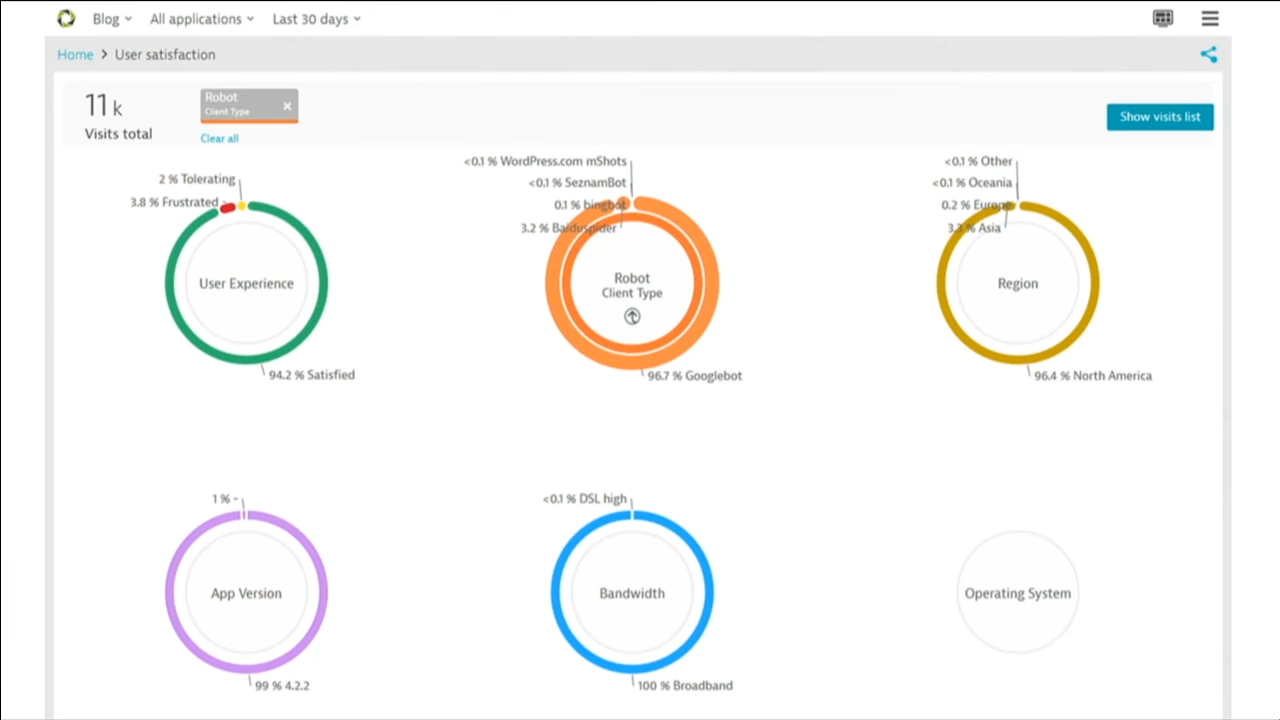 Blog
All applications
Last 30 days
Home > User satisfaction
11 k
Visits total
Robot
Client Type
Clear all
Show visits list
2 % Tolerating
3.8 % Frustrated
User Experience
94.2 % Satisfied
<0.1 % WordPress.com mShots
<0.1 % SeznamBot
0.1 % bingbot
3.2 % Baiduspider
Robot
Client Type
96.7 % Googlebot
<0.1 % Other
<0.1 % Oceania
0.2 % Europe
3.3 % Asia
Region
96.4 % North America
1 % -
App Version
99 % 4.2.2
<0.1 % DSL high
Bandwidth
100 % Broadband
Operating System